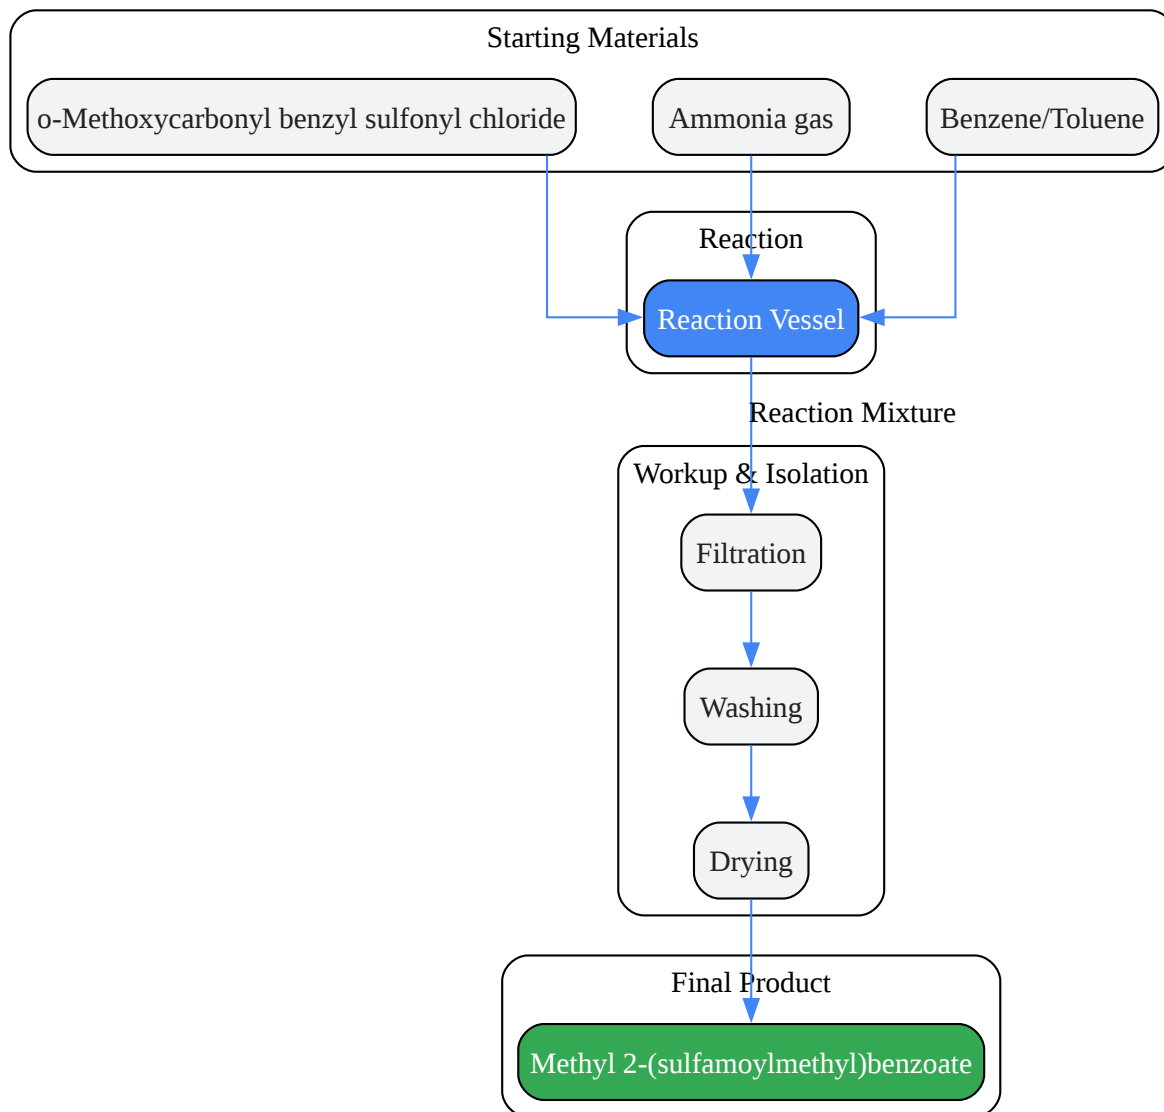 Starting Materials
o-Methoxycarbonyl benzyl sulfonyl chloride
Ammonia gas
Benzene/Toluene
Reaction
Reaction Vessel
Reaction Mixture
Workup & Isolation
Filtration
Washing
Drying
Final Product
Methyl 2-(sulfamoylmethyl)benzoate